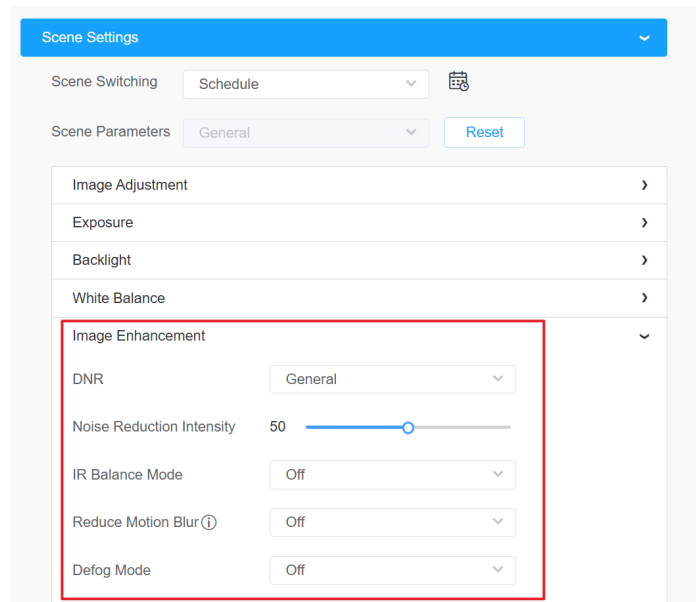 Scene Settings
Scene Switching Schedule
Scene Parameters General Reset
Image Adjustment
Exposure
Backlight
White Balance
Image Enhancement
DNR General
Noise Reduction Intensity 50
IR Balance Mode Off
Reduce Motion Blur Off
Defog Mode Off